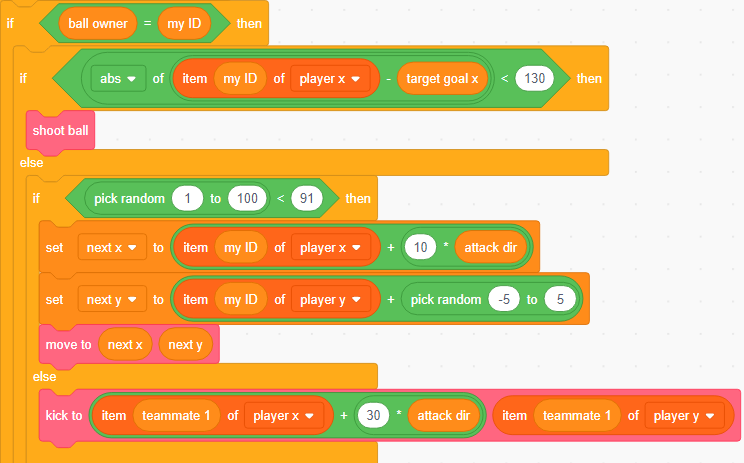 if ball owner = my ID then
if abs of item my ID of player x - target goal x < 130 then
shoot ball
else
if pick random 1 to 100 < 91 then
set next x to item my ID of player x + 10 * attack dir
set next y to item my ID of player y + pick random -5 to 5
move to next x next y
else
kick to item teammate 1 of player x + 30 * attack dir item teammate 1 of player y